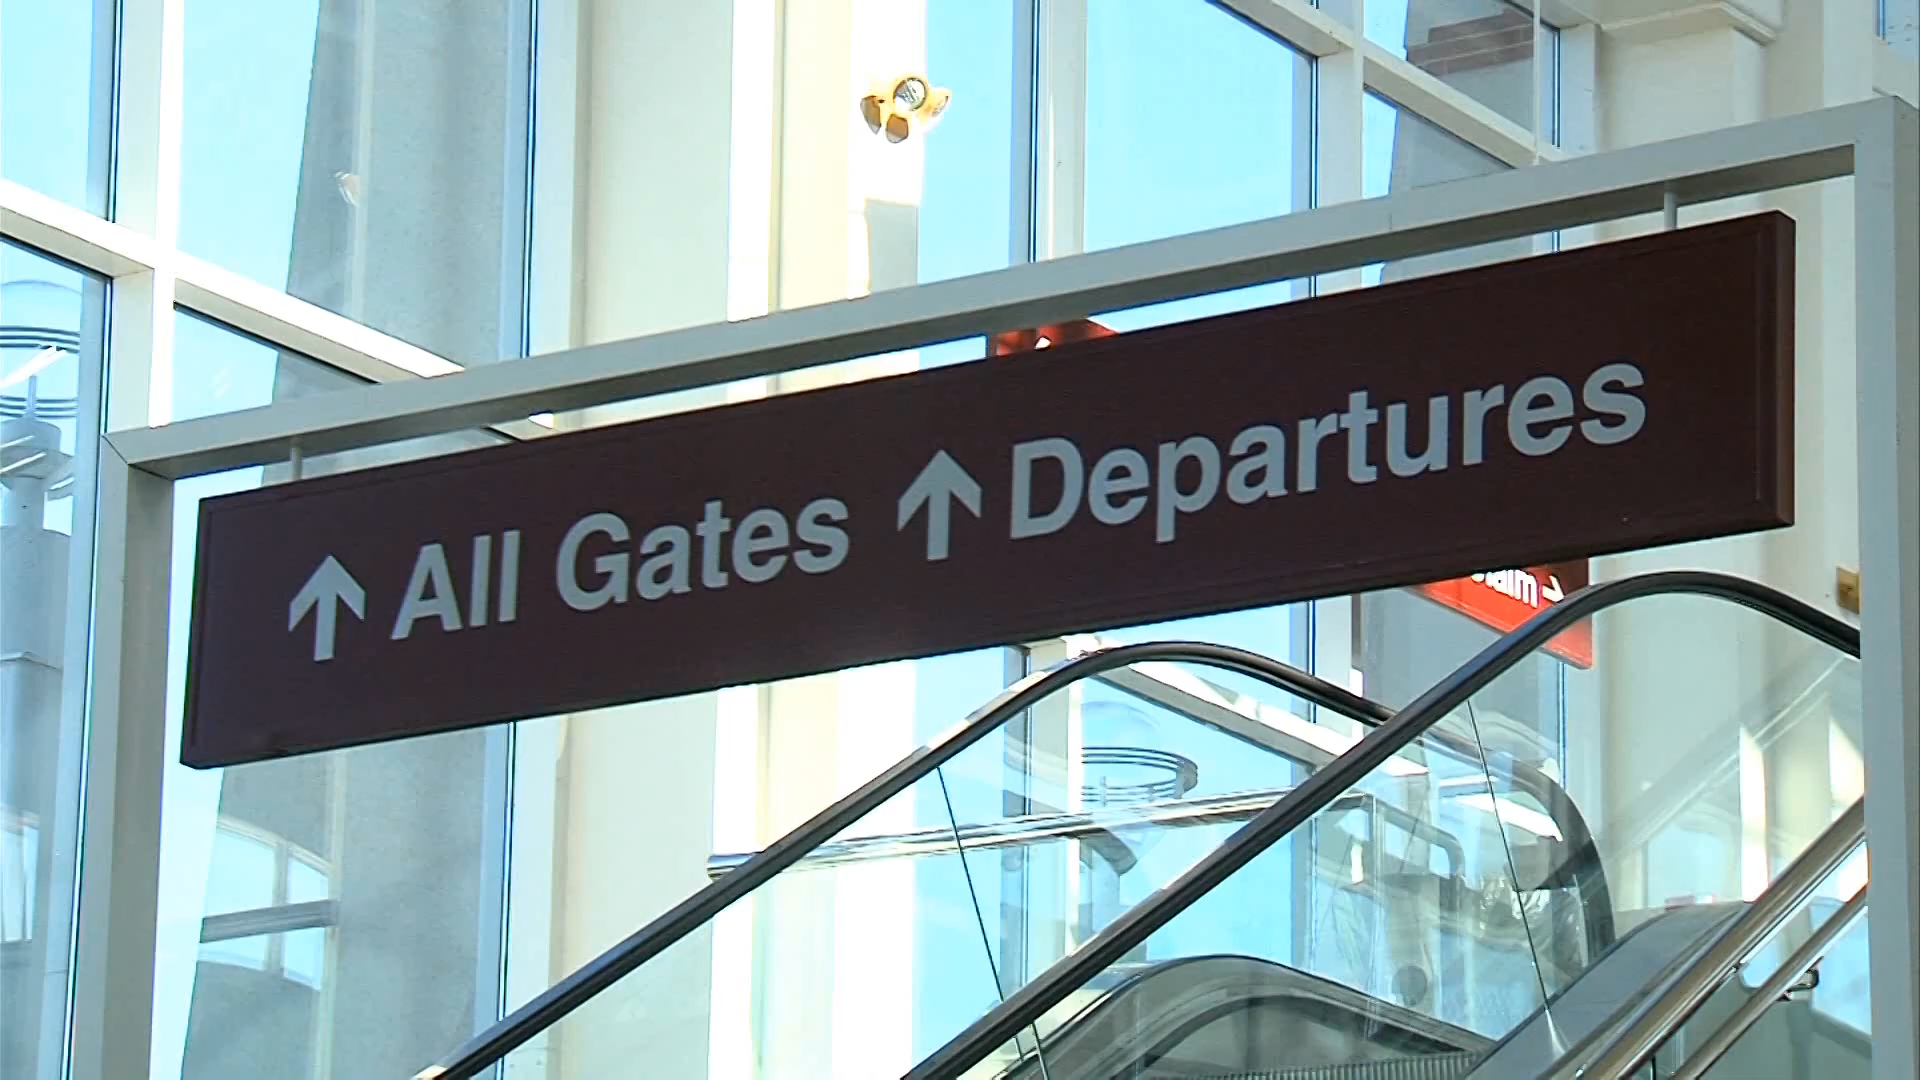 ↑ All Gates ↑ Departures